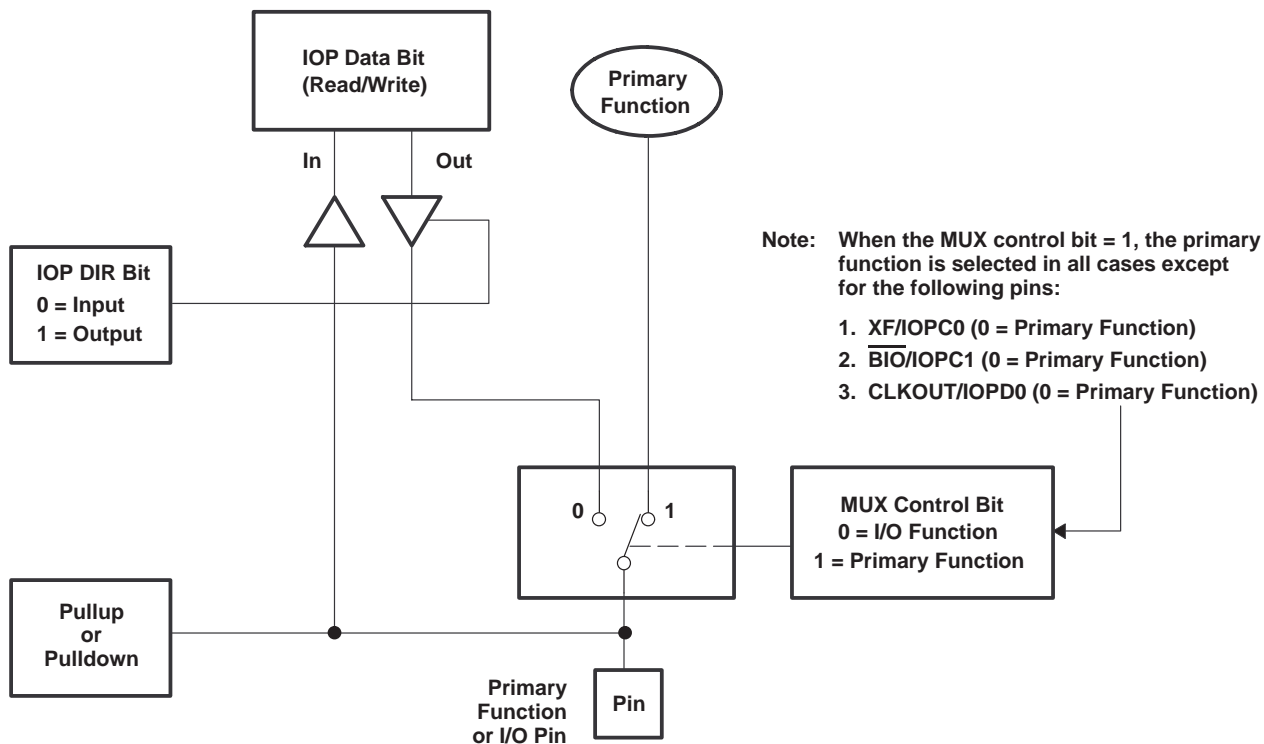 IOP Data Bit
(Read/Write)
Primary
Function
In
Out
IOP DIR Bit
0 = Input
1 = Output
Note: When the MUX control bit = 1, the primary
function is selected in all cases except
for the following pins:
1. XF/IOPC0 (0 = Primary Function)
2. B̅I̅O̅/IOPC1 (0 = Primary Function)
3. CLKOUT/IOPD0 (0 = Primary Function)
0
1
MUX Control Bit
0 = I/O Function
1 = Primary Function
Pullup
or
Pulldown
Primary
Function
or I/O Pin
Pin